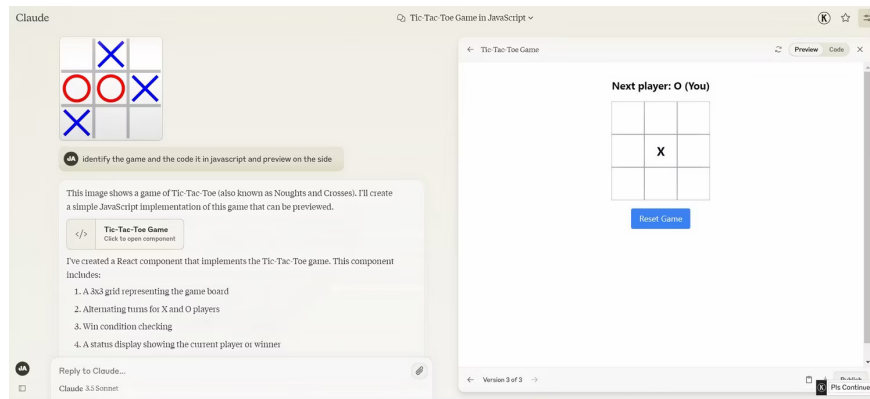 Claude
Tic-Tac-Toe Game in JavaScript
K
JA identify the game and the code it in javascript and preview on the side
This image shows a game of Tic-Tac-Toe (also known as Noughts and Crosses). I'll create
a simple JavaScript implementation of this game that can be previewed.
</>
Tic-Tac-Toe Game
Click to open component
I've created a React component that implements the Tic-Tac-Toe game. This component
includes:
1. A 3x3 grid representing the game board
2. Alternating turns for X and O players
3. Win condition checking
4. A status display showing the current player or winner
JA
Reply to Claude...
Claude 3.5 Sonnet
← Tic-Tac-Toe Game
Preview Code
Next player: O (You)
X
Reset Game
← Version 3 of 3 →
Publish
K Pls Continue